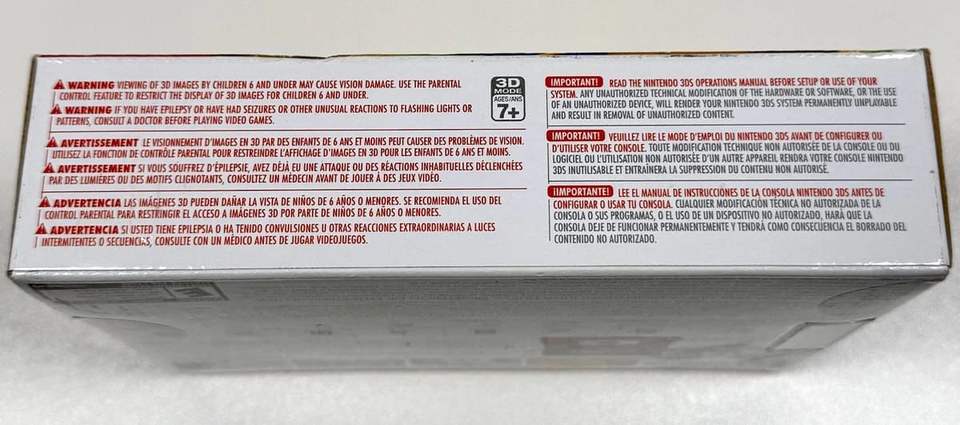 ⚠ WARNING VIEWING OF 3D IMAGES BY CHILDREN 6 AND UNDER MAY CAUSE VISION DAMAGE. USE THE PARENTAL
CONTROL FEATURE TO RESTRICT THE DISPLAY OF 3D IMAGES FOR CHILDREN 6 AND UNDER.
⚠ WARNING IF YOU HAVE EPILEPSY OR HAVE HAD SEIZURES OR OTHER UNUSUAL REACTIONS TO FLASHING LIGHTS OR
PATTERNS, CONSULT A DOCTOR BEFORE PLAYING VIDEO GAMES.
⚠ AVERTISSEMENT LE VISIONNEMENT D'IMAGES EN 3D PAR DES ENFANTS DE 6 ANS ET MOINS PEUT CAUSER DES PROBLÈMES DE VISION.
UTILISEZ LA FONCTION DE CONTRÔLE PARENTAL POUR RESTREINDRE L'AFFICHAGE D'IMAGES EN 3D POUR LES ENFANTS DE 6 ANS ET MOINS.
⚠ AVERTISSEMENT SI VOUS SOUFFREZ D'ÉPILEPSIE, AVEZ DÉJÀ EU UNE ATTAQUE OU DES RÉACTIONS INHABITUELLES DÉCLENCHÉES
PAR DES LUMIÈRES OU DES MOTIFS CLIGNOTANTS, CONSULTEZ UN MÉDECIN AVANT DE JOUER À DES JEUX VIDÉO.
⚠ ADVERTENCIA LAS IMÁGENES 3D PUEDEN DAÑAR LA VISTA DE NIÑOS DE 6 AÑOS O MENORES. SE RECOMIENDA EL USO DEL
CONTROL PARENTAL PARA RESTRINGIR EL ACCESO A IMÁGENES 3D POR PARTE DE NIÑOS DE 6 AÑOS O MENORES.
⚠ ADVERTENCIA SI USTED TIENE EPILEPSIA O HA TENIDO CONVULSIONES U OTRAS REACCIONES EXTRAORDINARIAS A LUCES
INTERMITENTES O SECUENCIAS, CONSULTE CON UN MÉDICO ANTES DE JUGAR VIDEOJUEGOS.
3D
MODE
AGES/ANS
7+
IMPORTANT! READ THE NINTENDO 3DS OPERATIONS MANUAL BEFORE SETUP OR USE OF YOUR
SYSTEM. ANY UNAUTHORIZED TECHNICAL MODIFICATION OF THE HARDWARE OR SOFTWARE, OR THE USE
OF AN UNAUTHORIZED DEVICE, WILL RENDER YOUR NINTENDO 3DS SYSTEM PERMANENTLY UNPLAYABLE
AND RESULT IN REMOVAL OF UNAUTHORIZED CONTENT.
IMPORTANT! VEUILLEZ LIRE LE MODE D'EMPLOI DU NINTENDO 3DS AVANT DE CONFIGURER OU
D'UTILISER VOTRE CONSOLE. TOUTE MODIFICATION TECHNIQUE NON AUTORISÉE DE LA CONSOLE OU DU
LOGICIEL OU L'UTILISATION NON AUTORISÉE D'UN AUTRE APPAREIL RENDRA VOTRE CONSOLE NINTENDO
3DS INUTILISABLE ET ENTRAÎNERA LA SUPPRESSION DU CONTENU NON AUTORISÉ.
¡IMPORTANTE! LEE EL MANUAL DE INSTRUCCIONES DE LA CONSOLA NINTENDO 3DS ANTES DE
CONFIGURAR O USAR TU CONSOLA. CUALQUIER MODIFICACIÓN TÉCNICA NO AUTORIZADA DE LA
CONSOLA O SUS PROGRAMAS, O EL USO DE UN DISPOSITIVO NO AUTORIZADO, HARÁ QUE LA
CONSOLA DEJE DE FUNCIONAR PERMANENTEMENTE Y TENDRÁ COMO CONSECUENCIA EL BORRADO DEL
CONTENIDO NO AUTORIZADO.